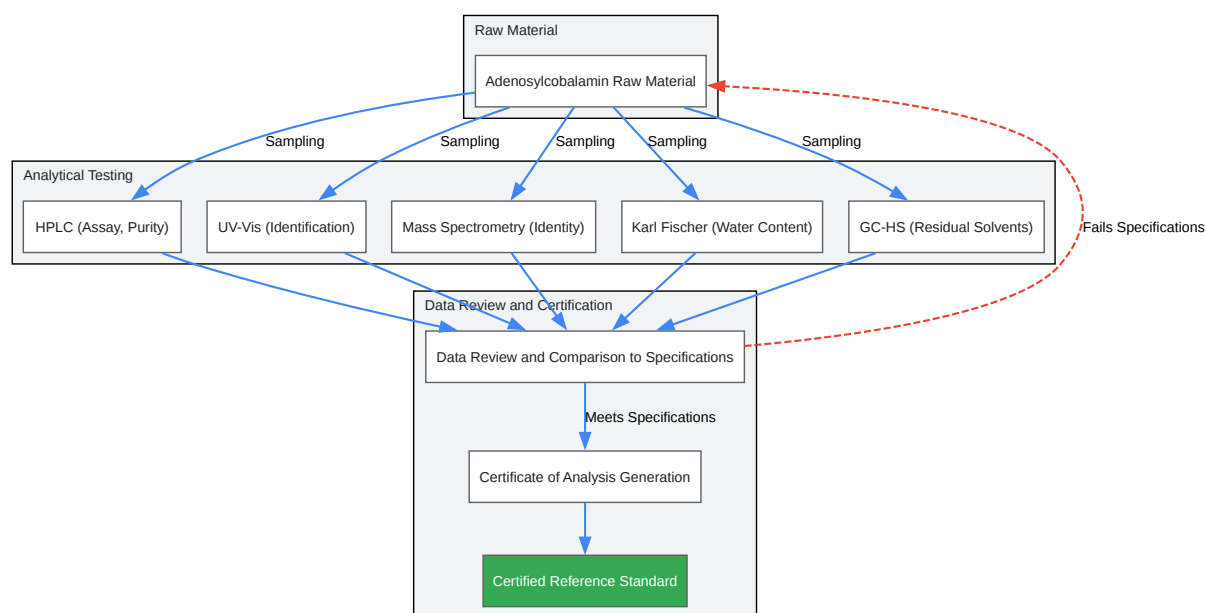 Raw Material
Adenosylcobalamin Raw Material
Sampling
Sampling
Sampling
Sampling
Sampling
Analytical Testing
HPLC (Assay, Purity)
UV-Vis (Identification)
Mass Spectrometry (Identity)
Karl Fischer (Water Content)
GC-HS (Residual Solvents)
Fails Specifications
Data Review and Certification
Data Review and Comparison to Specifications
Meets Specifications
Certificate of Analysis Generation
Certified Reference Standard